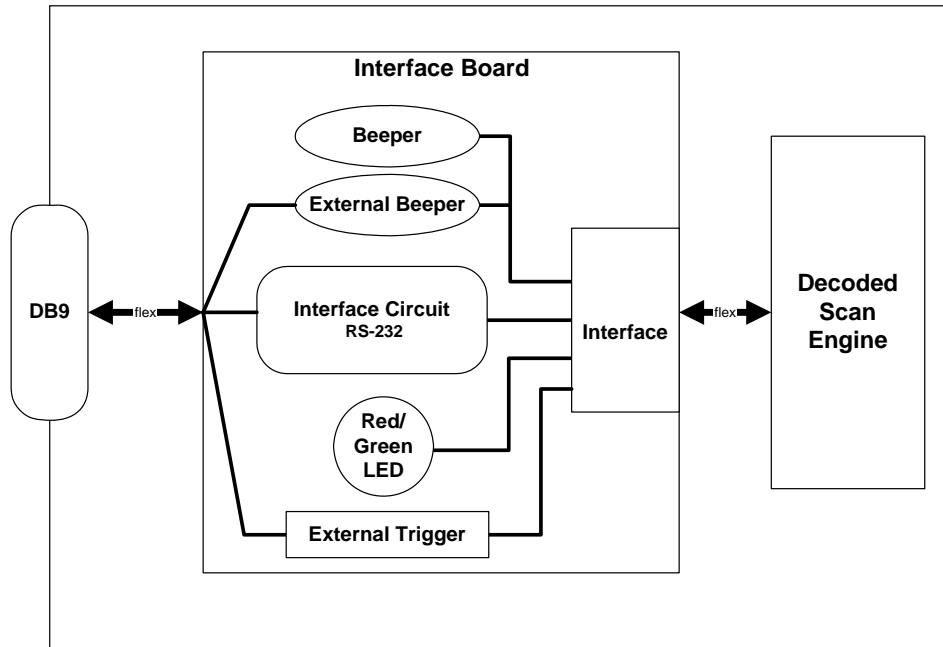 Interface Board
Beeper
External Beeper
DB9
flex
Interface Circuit
RS-232
Interface
flex
Decoded
Scan
Engine
Red/
Green
LED
External Trigger